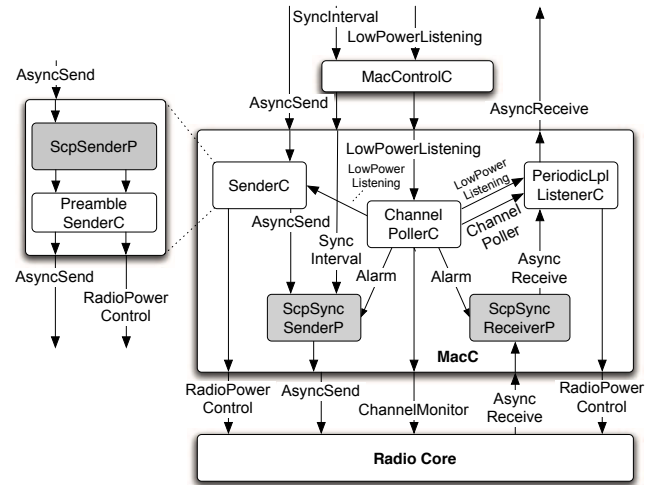 SyncInterval
LowPowerListening
AsyncSend
MacControlC
AsyncSend
AsyncReceive
ScpSenderP
Preamble
SenderC
AsyncSend
RadioPower
Control
LowPowerListening
SenderC
LowPower
Listening
LowPower
Listening
PeriodicLpl
ListenerC
Channel
PollerC
Channel
Poller
AsyncSend
Sync
Interval
Alarm
Alarm
Async
Receive
ScpSync
SenderP
ScpSync
ReceiverP
MacC
RadioPower
Control
AsyncSend
ChannelMonitor
Async
Receive
RadioPower
Control
Radio Core